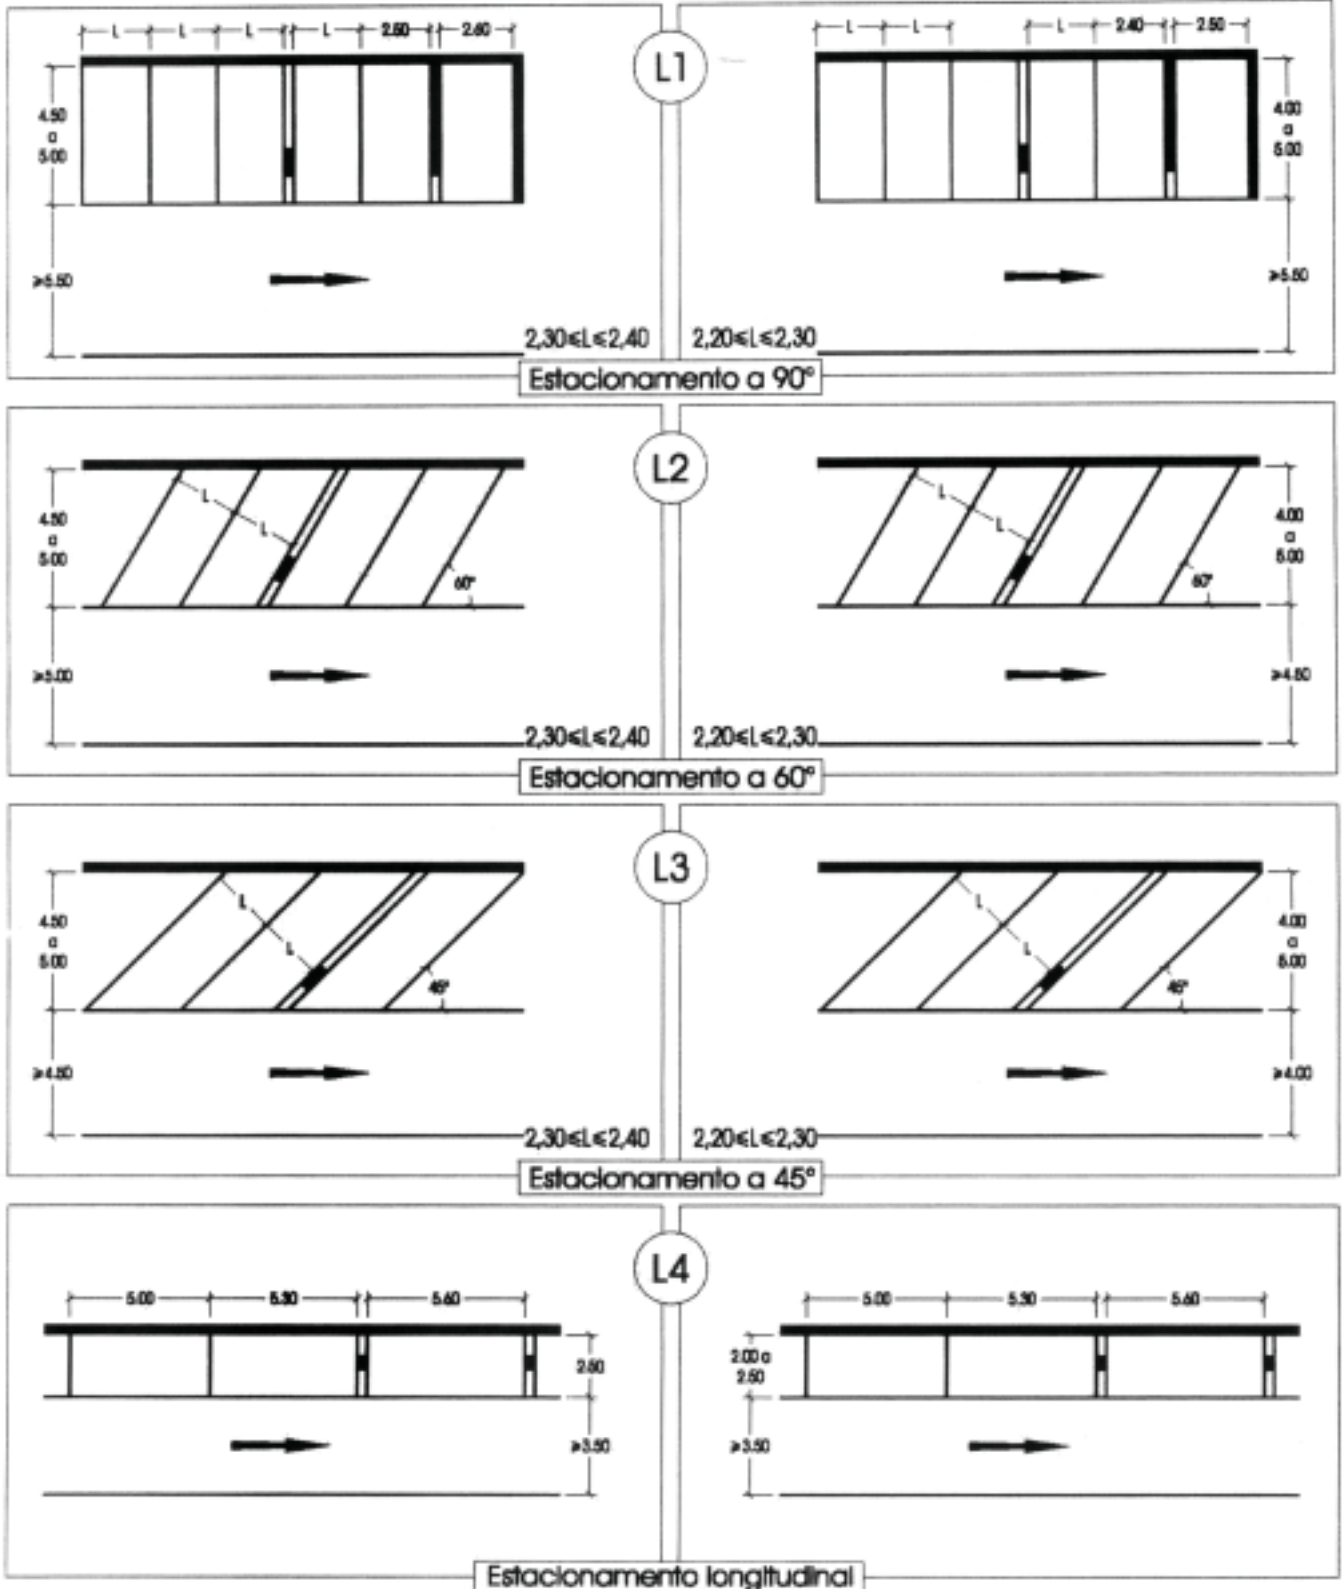 L L L L 2.50 2.60
4.50
a
5.00
≥5.50
2,30≤L≤2,40
L1
L L L 2.40 2.50
4.00
a
5.00
≥5.50
2,20≤L≤2,30
Estacionamento a 90°
4.50
a
5.00
L
L
60°
≥5.00
2,30≤L≤2,40
L2
L
L
60°
4.00
a
5.00
≥4.50
2,20≤L≤2,30
Estacionamento a 60°
4.50
a
5.00
L
L
45°
≥4.50
2,30≤L≤2,40
L3
L
L
45°
4.00
a
5.00
≥4.00
2,20≤L≤2,30
Estacionamento a 45°
5.00 5.30 5.60
2.50
≥3.50
L4
5.00 5.30 5.60
2.00 a
2.50
≥3.50
Estacionamento longitudinal